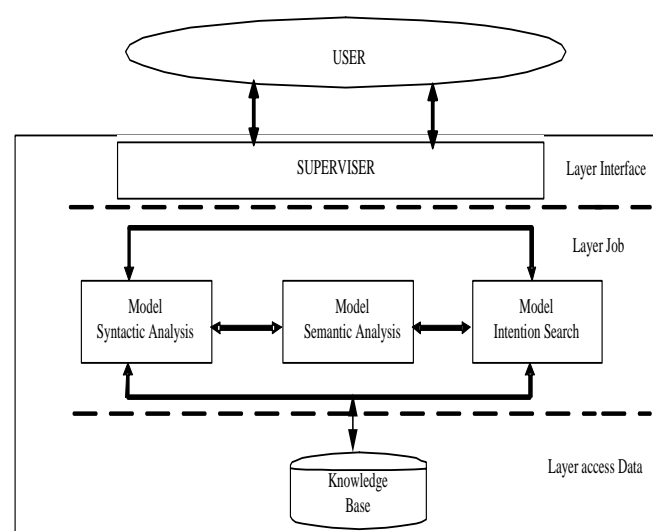 USER
SUPERVISER
Layer Interface
Layer Job
Model
Syntactic Analysis
Model
Semantic Analysis
Model
Intention Search
Layer access Data
Knowledge
Base